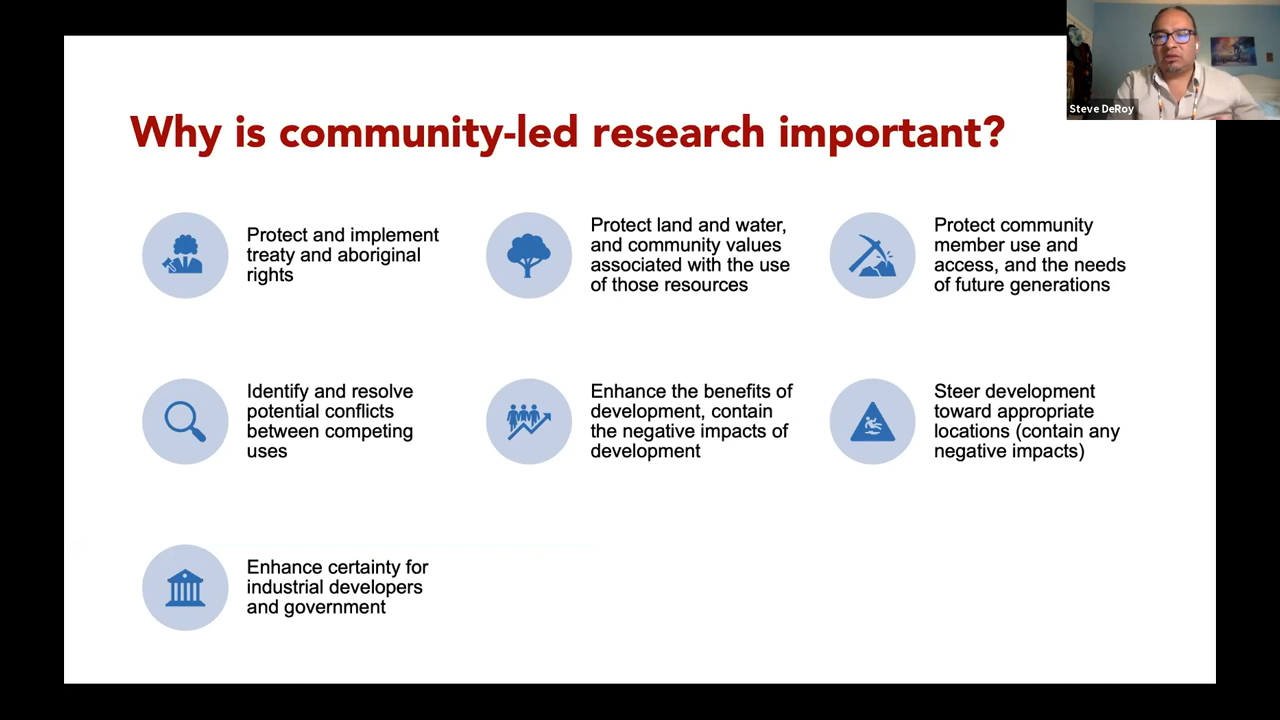 Steve DeRoy
Why is community-led research important?
Protect and implement
treaty and aboriginal
rights
Protect land and water,
and community values
associated with the use
of those resources
Protect community
member use and
access, and the needs
of future generations
Identify and resolve
potential conflicts
between competing
uses
Enhance the benefits of
development, contain
the negative impacts of
development
Steer development
toward appropriate
locations (contain any
negative impacts)
Enhance certainty for
industrial developers
and government